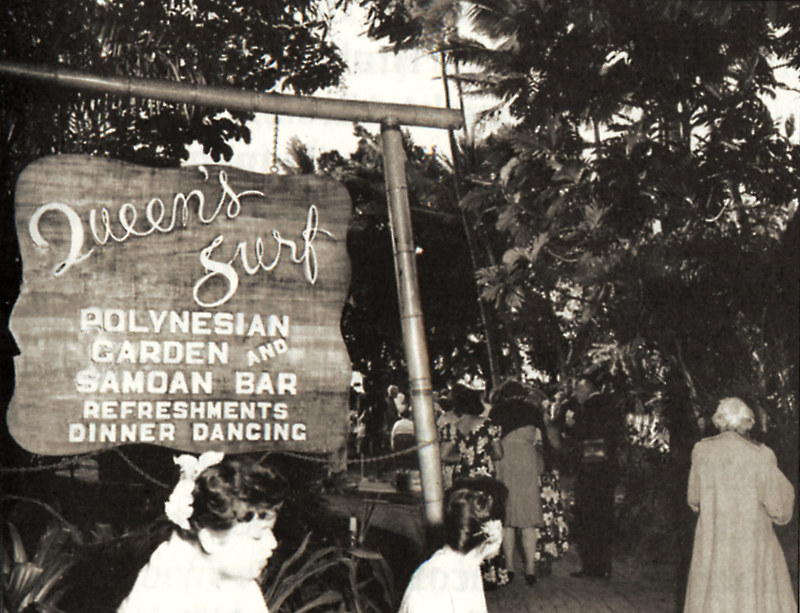 Queen's
Surf
POLYNESIAN
GARDEN AND
SAMOAN BAR
REFRESHMENTS
DINNER DANCING